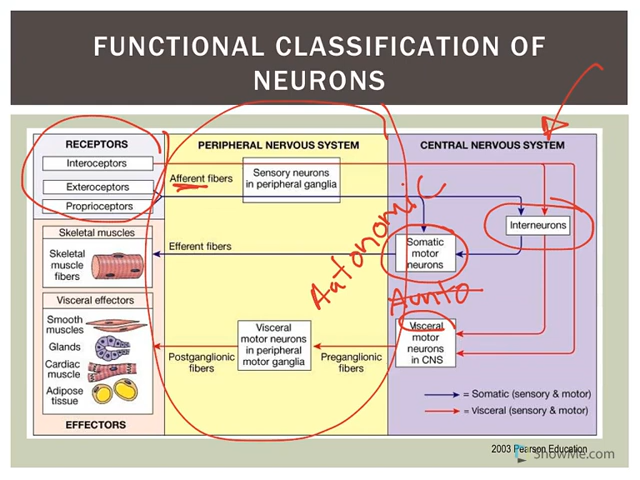 FUNCTIONAL CLASSIFICATION OF
NEURONS
RECEPTORS
Interoceptors
Exteroceptors
Proprioceptors
PERIPHERAL NERVOUS SYSTEM
Afferent fibers
Sensory neurons
in peripheral ganglia
CENTRAL NERVOUS SYSTEM
Interneurons
Skeletal muscles
Skeletal
muscle
fibers
Efferent fibers
Somatic
motor
neurons
Autonomic
Aunto
Visceral effectors
Smooth
muscles
Glands
Cardiac
muscle
Adipose
tissue
EFFECTORS
Postganglionic
fibers
Visceral
motor neurons
in peripheral
motor ganglia
Preganglionic
fibers
Visceral
motor
neurons
in CNS
= Somatic (sensory & motor)
= Visceral (sensory & motor)
2003 Pearson Education
ShowMe.com